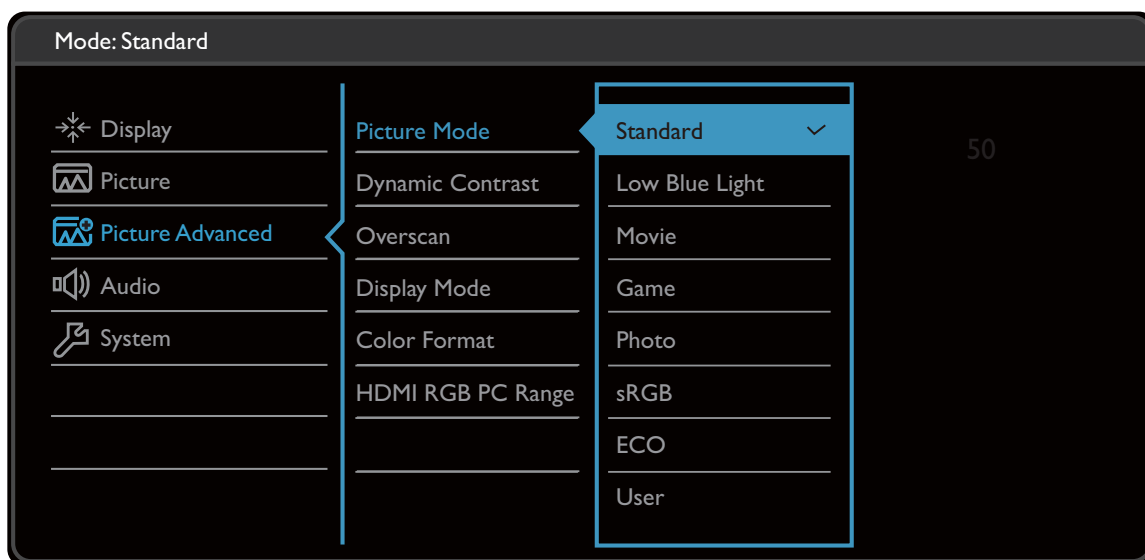 Mode: Standard
Display
Picture
Picture Advanced
Audio
System
Picture Mode
Dynamic Contrast
Overscan
Display Mode
Color Format
HDMI RGB PC Range
Standard
Low Blue Light
Movie
Game
Photo
sRGB
ECO
User
50